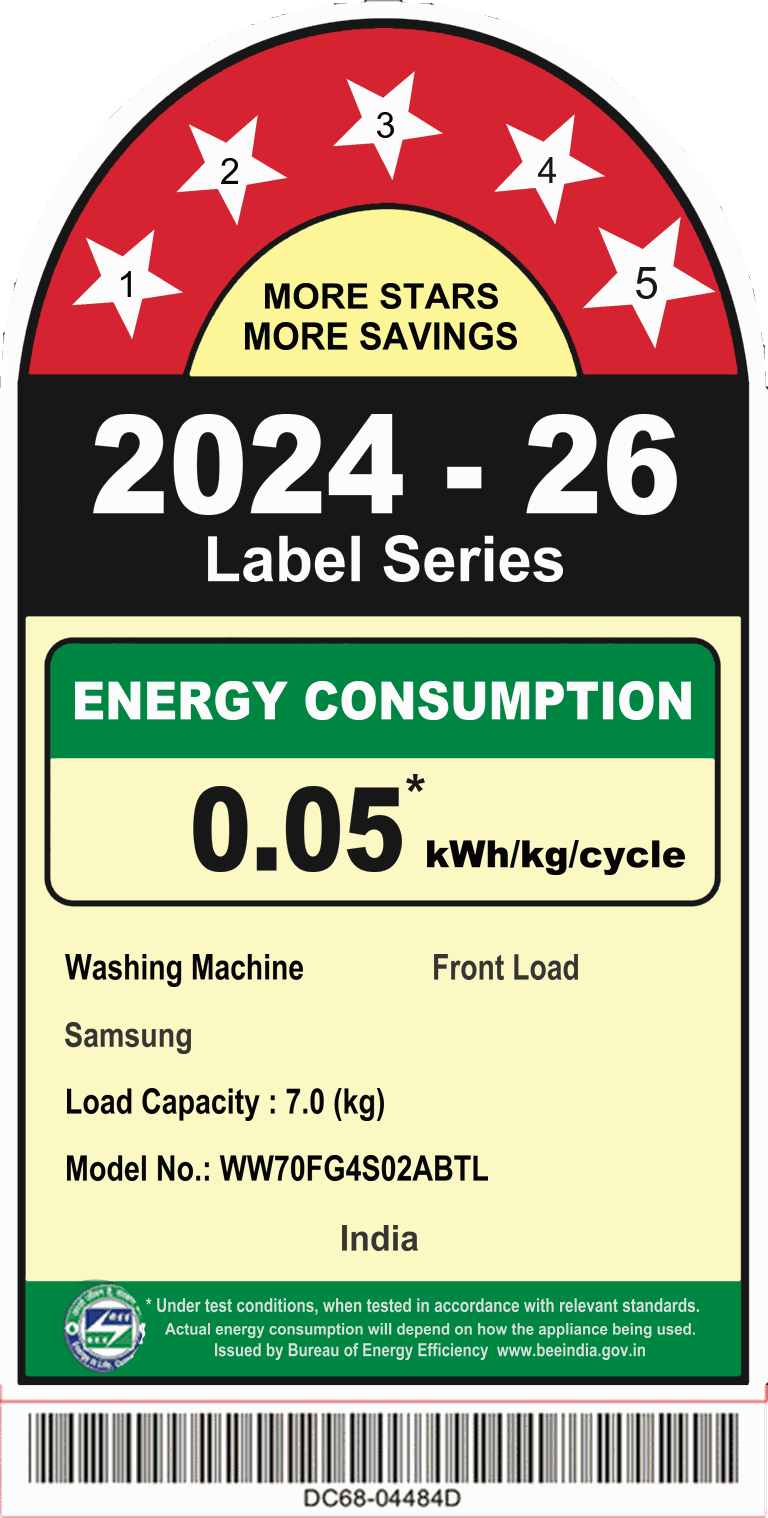 1 2 3 4 5
MORE STARS
MORE SAVINGS
2024 - 26
Label Series
ENERGY CONSUMPTION
0.05* kWh/kg/cycle
Washing Machine Front Load
Samsung
Load Capacity : 7.0 (kg)
Model No.: WW70FG4S02ABTL
India
* Under test conditions, when tested in accordance with relevant standards.
Actual energy consumption will depend on how the appliance being used.
Issued by Bureau of Energy Efficiency www.beeindia.gov.in
DC68-04484D